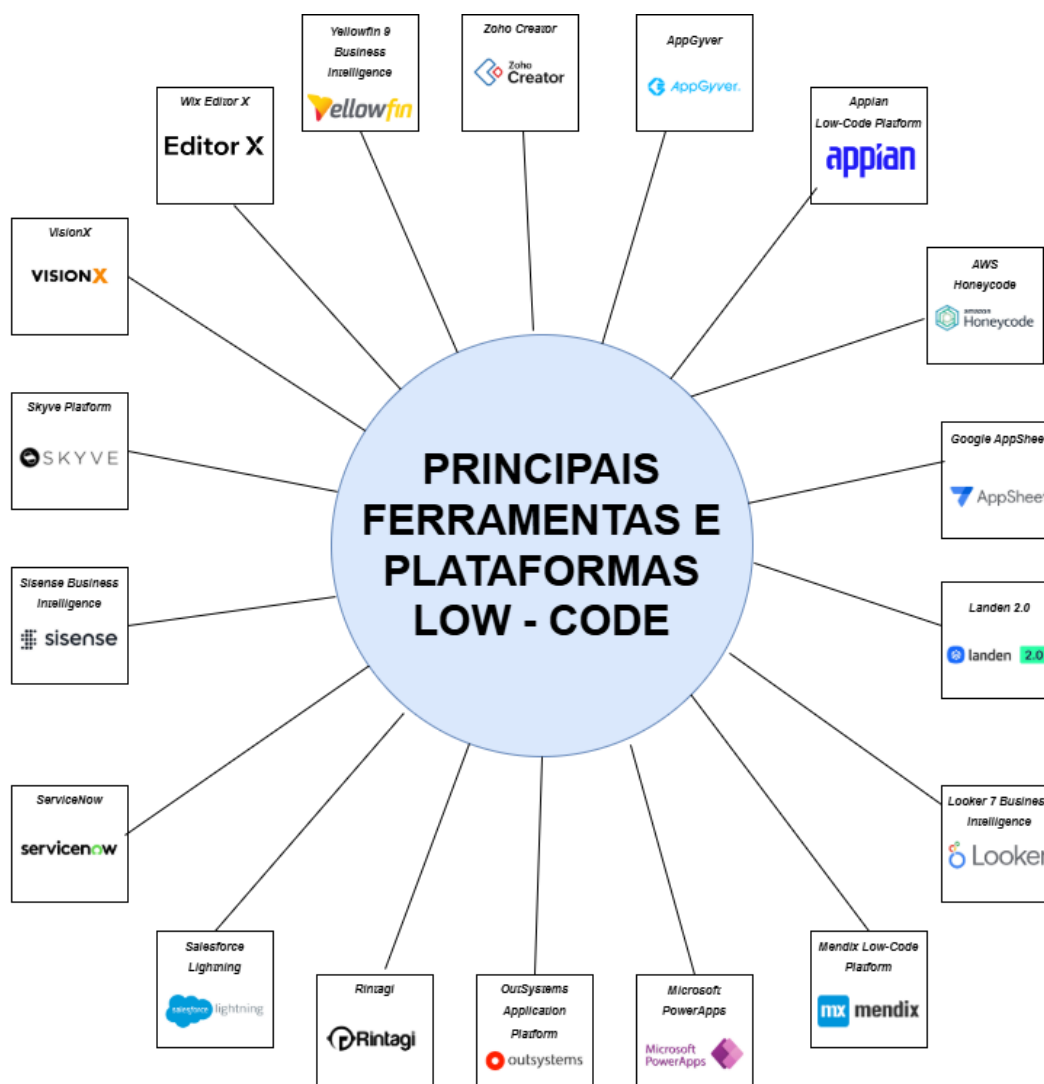 Yellowfin 9
Business
Intelligence
Yellowfin
Zoho Creator
Zoho
Creator
AppGyver
AppGyver.
Appian
Low-Code Platform
appian
Wix Editor X
Editor X
VisionX
VISIONX
AWS
Honeycode
amazon
Honeycode
Skyve Platform
SKYVE
Google AppShee
AppSheet
PRINCIPAIS
FERRAMENTAS E
PLATAFORMAS
LOW - CODE
Sisense Business
Intelligence
sisense
Landen 2.0
landen 2.0
ServiceNow
servicenow
Looker 7 Business
Intelligence
Looker
Salesforce
Lightning
salesforce lightning
Rintagi
Rintagi
OutSystems
Application
Platform
outsystems
Microsoft
PowerApps
Microsoft
PowerApps
Mendix Low-Code
Platform
mx mendix